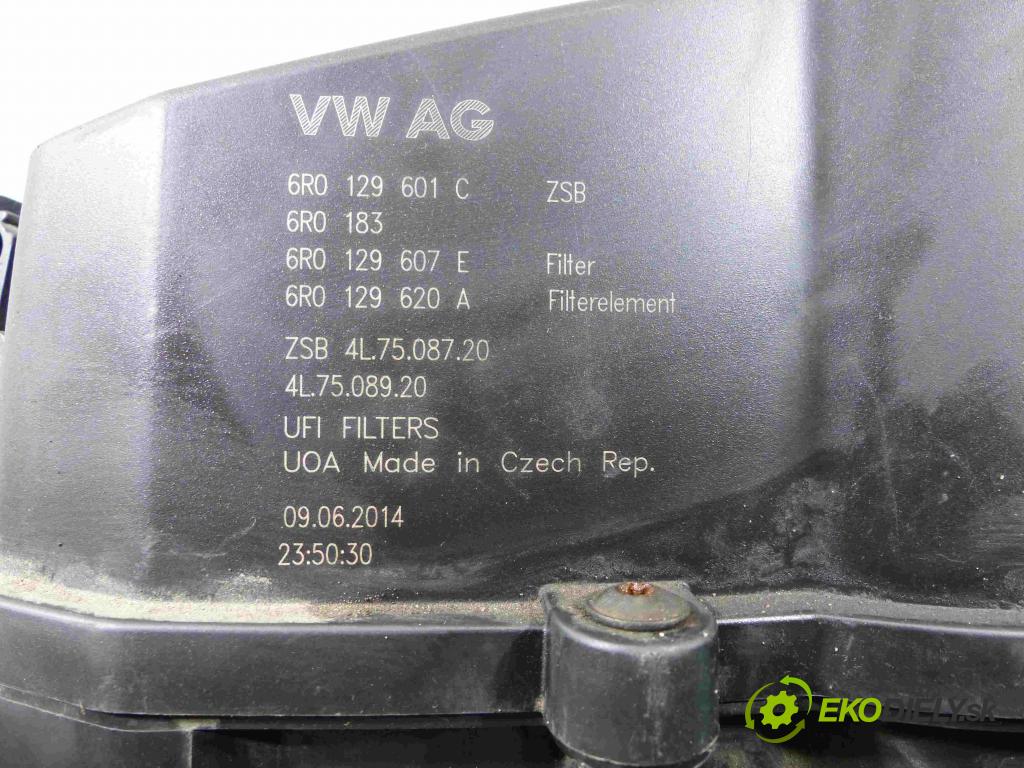 VW AG
6R0 129 601 C ZSB
6R0 183
6R0 129 607 E Filter
6R0 129 620 A Filterelement
ZSB 4L.75.087.20
4L.75.089.20
UFI FILTERS
UOA Made in Czech Rep.
09.06.2014
23:50:30
EKODIELY.sk